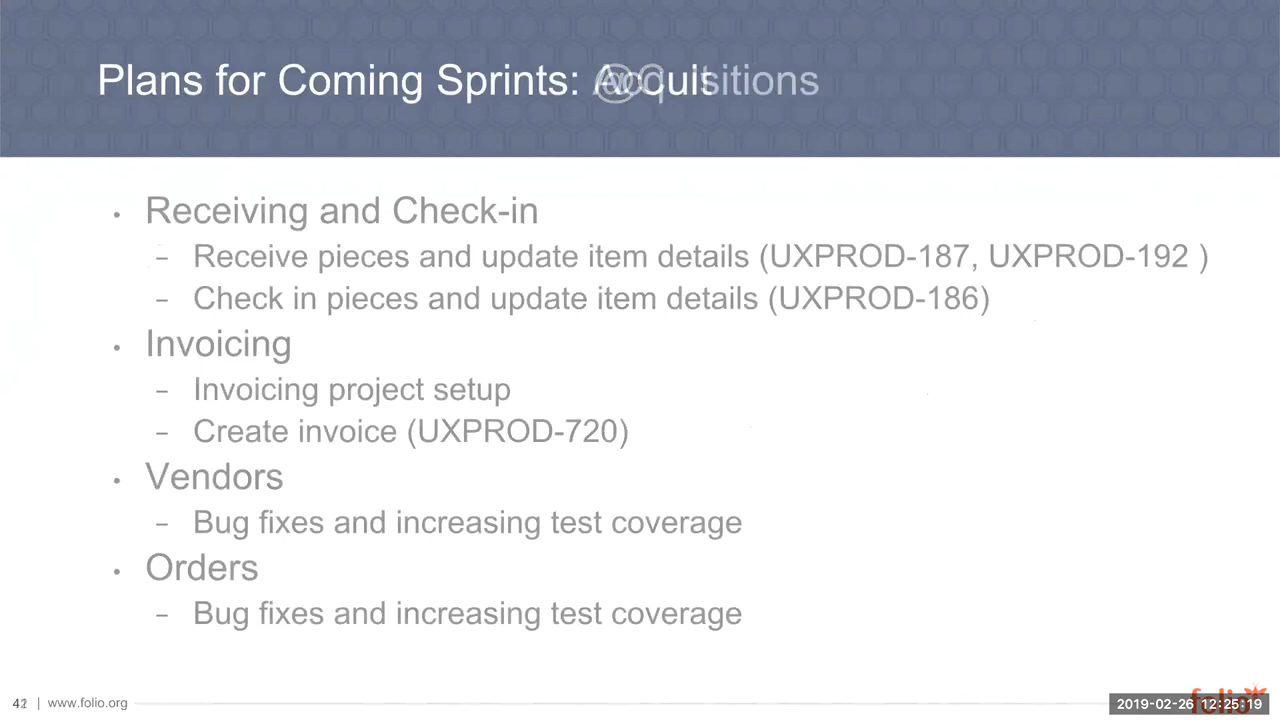 Plans for Coming Sprints: Acquisitions
• Receiving and Check-in
– Receive pieces and update item details (UXPROD-187, UXPROD-192 )
– Check in pieces and update item details (UXPROD-186)
• Invoicing
– Invoicing project setup
– Create invoice (UXPROD-720)
• Vendors
– Bug fixes and increasing test coverage
• Orders
– Bug fixes and increasing test coverage
| www.folio.org
folio
2019-02-26 12:25:19